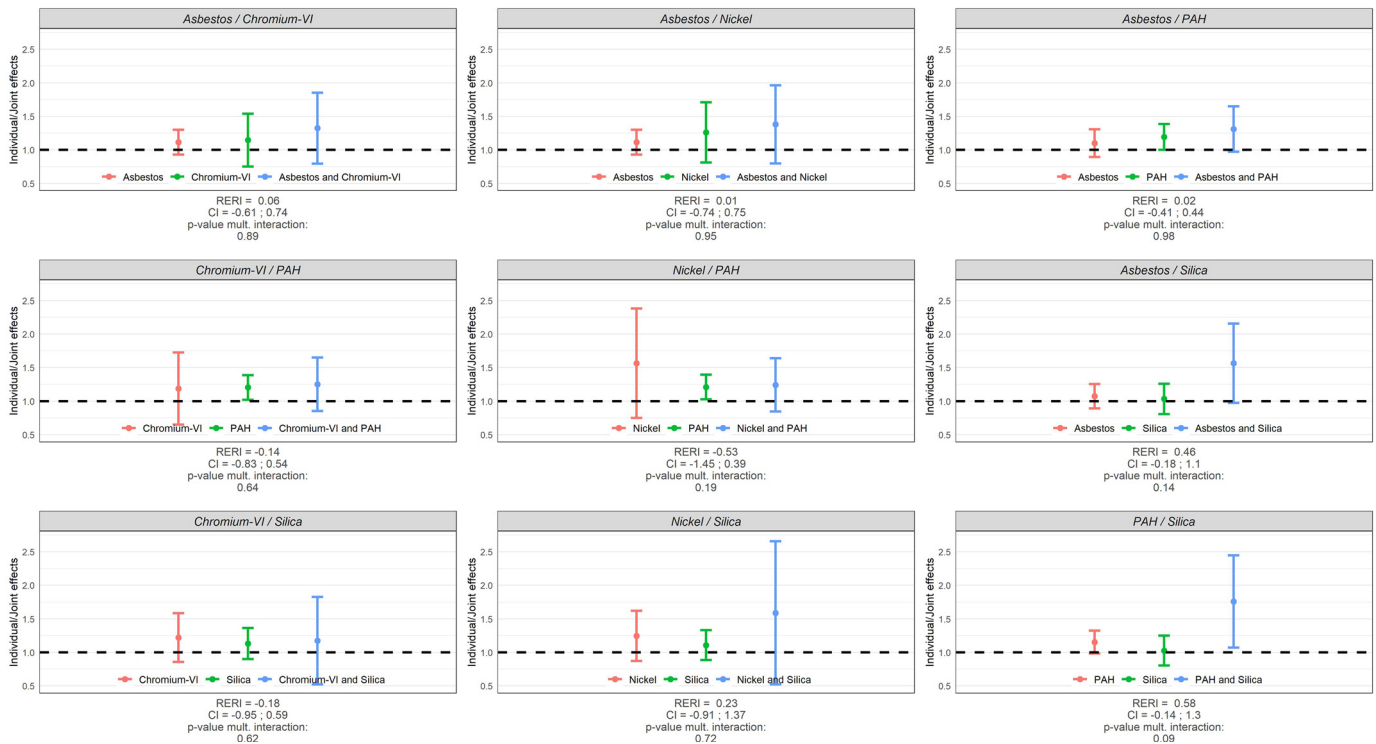 Asbestos / Chromium-VI
Individual/Joint effects
2.5
2.0
1.5
1.0
0.5
Asbestos Chromium-VI Asbestos and Chromium-VI
RERI = 0.06
CI = -0.61 ; 0.74
p-value mult. interaction:
0.89
Asbestos / Nickel
Individual/Joint effects
2.5
2.0
1.5
1.0
0.5
Asbestos Nickel Asbestos and Nickel
RERI = 0.01
CI = -0.74 ; 0.75
p-value mult. interaction:
0.95
Asbestos / PAH
Individual/Joint effects
2.5
2.0
1.5
1.0
0.5
Asbestos PAH Asbestos and PAH
RERI = 0.02
CI = -0.41 ; 0.44
p-value mult. interaction:
0.98
Chromium-VI / PAH
Individual/Joint effects
2.5
2.0
1.5
1.0
0.5
Chromium-VI PAH Chromium-VI and PAH
RERI = -0.14
CI = -0.83 ; 0.54
p-value mult. interaction:
0.64
Nickel / PAH
Individual/Joint effects
2.5
2.0
1.5
1.0
0.5
Nickel PAH Nickel and PAH
RERI = -0.53
CI = -1.45 ; 0.39
p-value mult. interaction:
0.19
Asbestos / Silica
Individual/Joint effects
2.5
2.0
1.5
1.0
0.5
Asbestos Silica Asbestos and Silica
RERI = 0.46
CI = -0.18 ; 1.1
p-value mult. interaction:
0.14
Chromium-VI / Silica
Individual/Joint effects
2.5
2.0
1.5
1.0
0.5
Chromium-VI Silica Chromium-VI and Silica
RERI = -0.18
CI = -0.95 ; 0.59
p-value mult. interaction:
0.62
Nickel / Silica
Individual/Joint effects
2.5
2.0
1.5
1.0
0.5
Nickel Silica Nickel and Silica
RERI = 0.23
CI = -0.91 ; 1.37
p-value mult. interaction:
0.72
PAH / Silica
Individual/Joint effects
2.5
2.0
1.5
1.0
0.5
PAH Silica PAH and Silica
RERI = 0.58
CI = -0.14 ; 1.3
p-value mult. interaction:
0.09